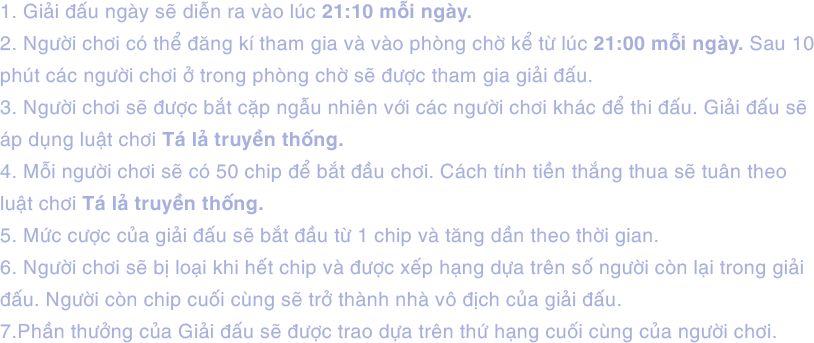 1. Giải đấu ngày sẽ diễn ra vào lúc 21:10 mỗi ngày.
2. Người chơi có thể đăng kí tham gia và vào phòng chờ kể từ lúc 21:00 mỗi ngày. Sau 10
phút các người chơi ở trong phòng chờ sẽ được tham gia giải đấu.
3. Người chơi sẽ được bắt cặp ngẫu nhiên với các người chơi khác để thi đấu. Giải đấu sẽ
áp dụng luật chơi Tá lả truyền thống.
4. Mỗi người chơi sẽ có 50 chip để bắt đầu chơi. Cách tính tiền thắng thua sẽ tuân theo
luật chơi Tá lả truyền thống.
5. Mức cược của giải đấu sẽ bắt đầu từ 1 chip và tăng dần theo thời gian.
6. Người chơi sẽ bị loại khi hết chip và được xếp hạng dựa trên số người còn lại trong giải
đấu. Người còn chip cuối cùng sẽ trở thành nhà vô địch của giải đấu.
7.Phần thưởng của Giải đấu sẽ được trao dựa trên thứ hạng cuối cùng của người chơi.